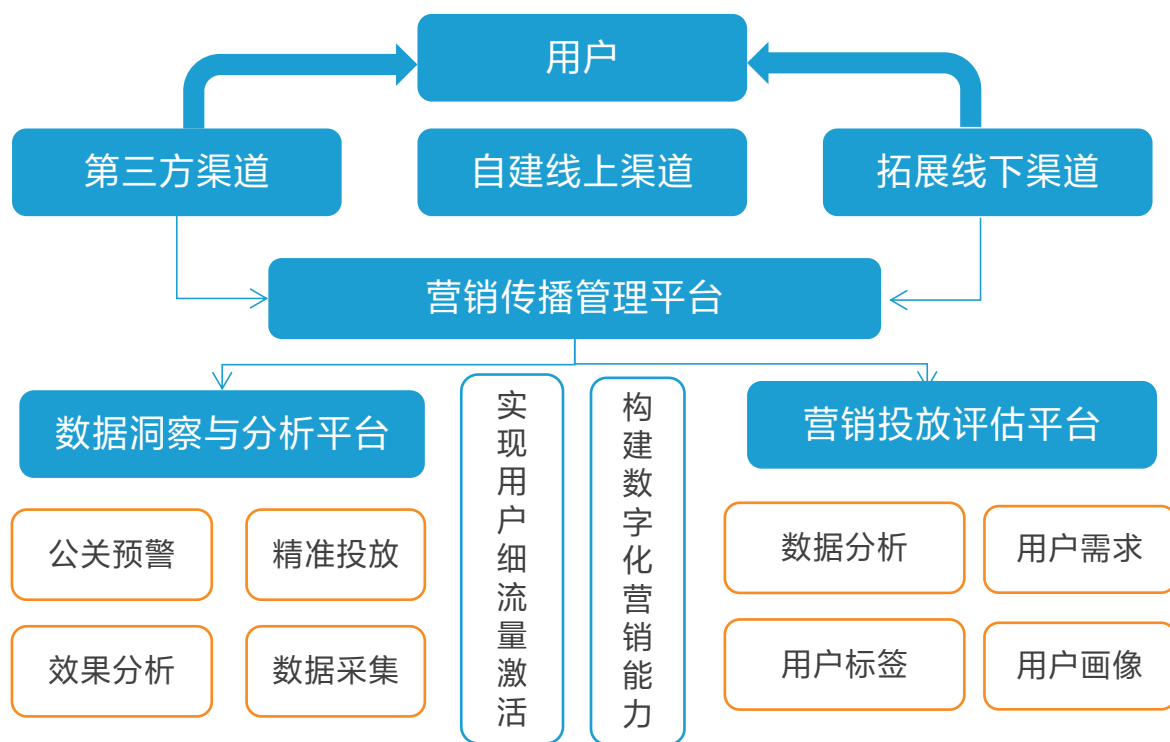 用户
第三方渠道
自建线上渠道
拓展线下渠道
营销传播管理平台
数据洞察与分析平台
实现用户细流量激活
构建数字化营销能力
营销投放评估平台
公关预警
精准投放
数据分析
用户需求
效果分析
数据采集
用户标签
用户画像